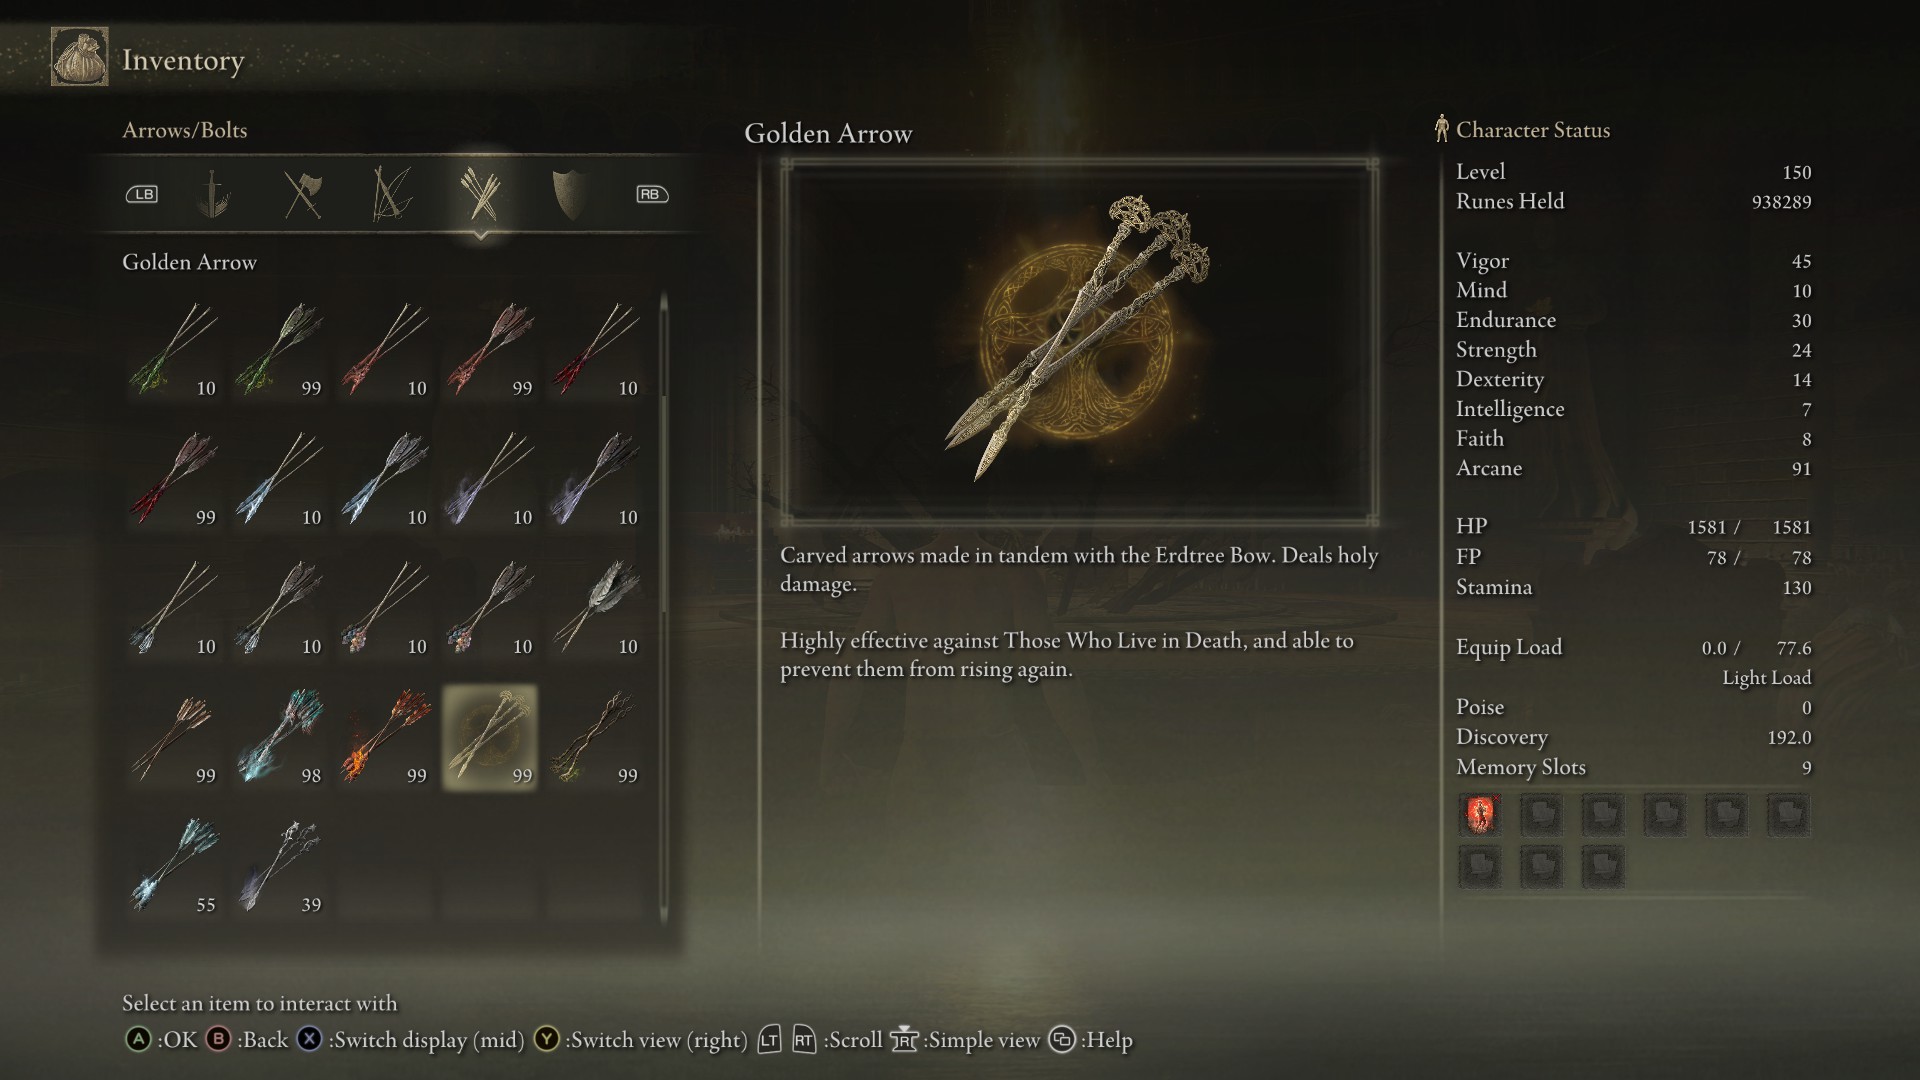 Inventory
Arrows/Bolts
LB
RB
Golden Arrow
10 99 10 99 10
99 10 10 10 10
10 10 10 10 10
99 98 99 99 99
55 39
Golden Arrow
Carved arrows made in tandem with the Erdtree Bow. Deals holy
damage.
Highly effective against Those Who Live in Death, and able to
prevent them from rising again.
Character Status
Level 150
Runes Held 938289
Vigor 45
Mind 10
Endurance 30
Strength 24
Dexterity 14
Intelligence 7
Faith 8
Arcane 91
HP 1581 / 1581
FP 78 / 78
Stamina 130
Equip Load 0.0 / 77.6
Light Load
Poise 0
Discovery 192.0
Memory Slots 9
Select an item to interact with
A :OK B :Back X :Switch display (mid) Y :Switch view (right) LT RT :Scroll R :Simple view :Help